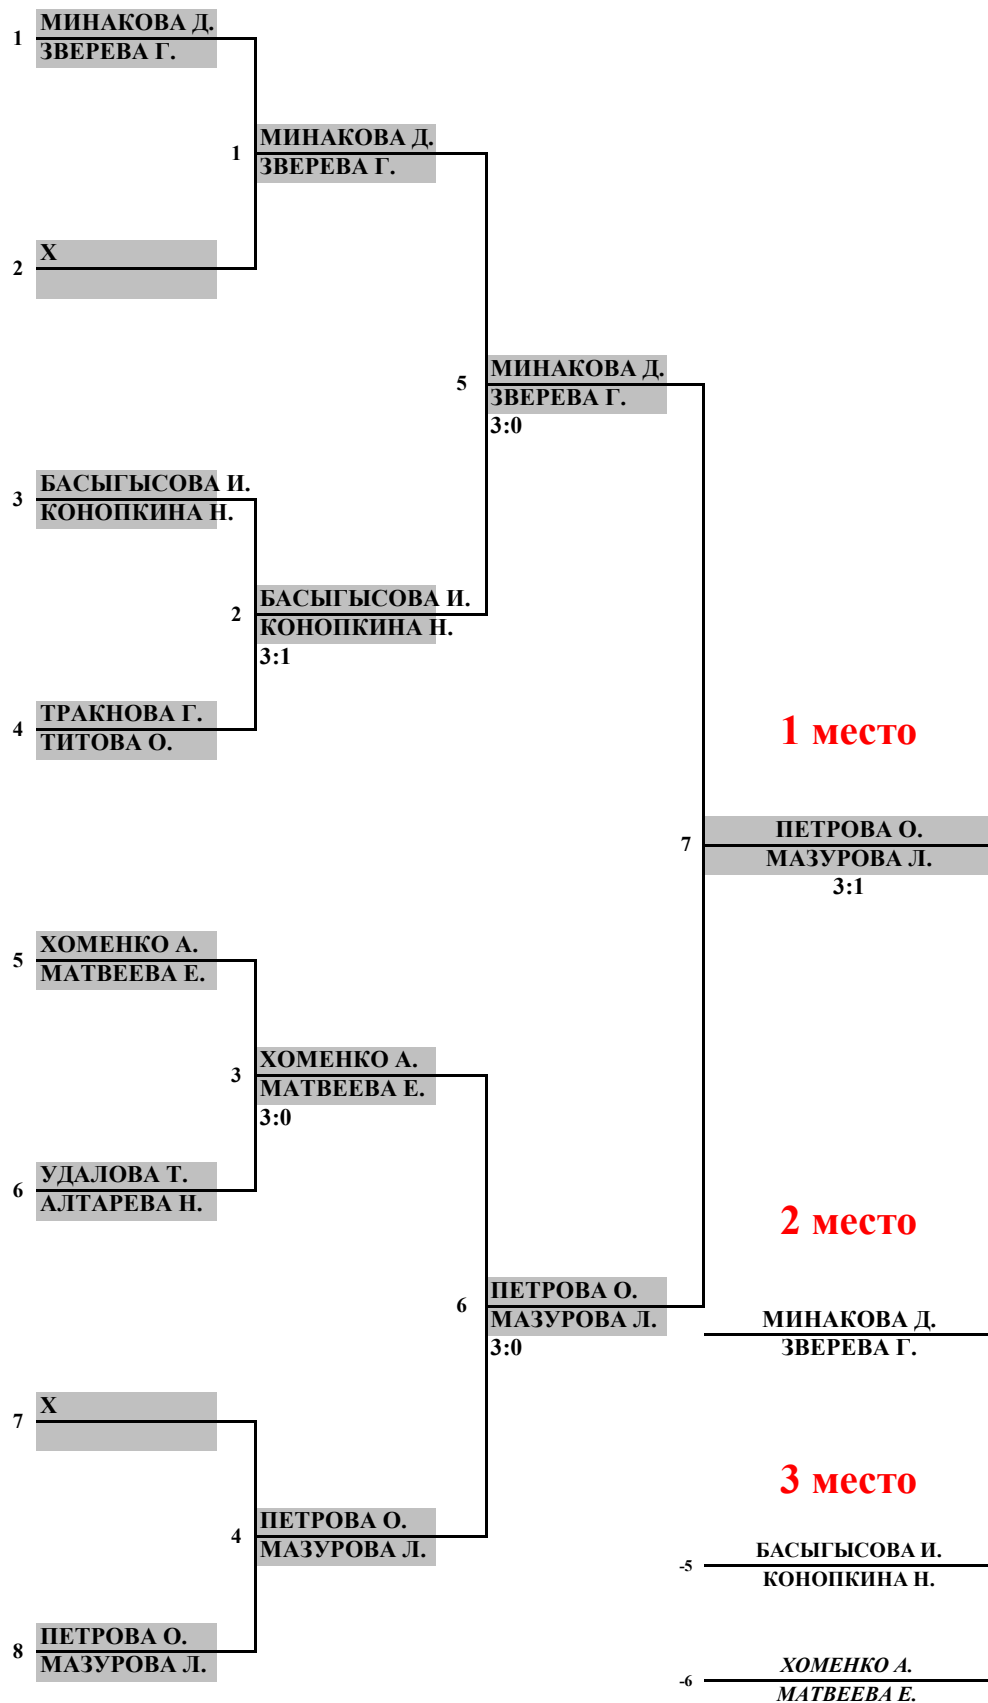 МИНАКОВА Д.
1
ЗВЕРЕВА Г.
МИНАКОВА Д.
1
ЗВЕРЕВА Г.
Х
2
МИНАКОВА Д.
5
ЗВЕРЕВА Г.
3:0
БАСЫГЫСОВА И.
3
КОНОПКИНА Н.
БАСЫГЫСОВА И.
2
КОНОПКИНА Н.
3:1
ТРАКНОВА Г.
4
ТИТОВА О.
1 место
ПЕТРОВА О.
7
МАЗУРОВА Л.
3:1
ХОМЕНКО А.
5
МАТВЕЕВА Е.
ХОМЕНКО А.
3
МАТВЕЕВА Е.
3:0
УДАЛОВА Т.
6
АЛТАРЕВА Н.
2 место
ПЕТРОВА О.
6
МАЗУРОВА Л.
3:0
МИНАКОВА Д.
ЗВЕРЕВА Г.
Х
7
3 место
ПЕТРОВА О.
4
МАЗУРОВА Л.
БАСЫГЫСОВА И.
-5
КОНОПКИНА Н.
ПЕТРОВА О.
8
МАЗУРОВА Л.
ХОМЕНКО А.
-6
МАТВЕЕВА Е.